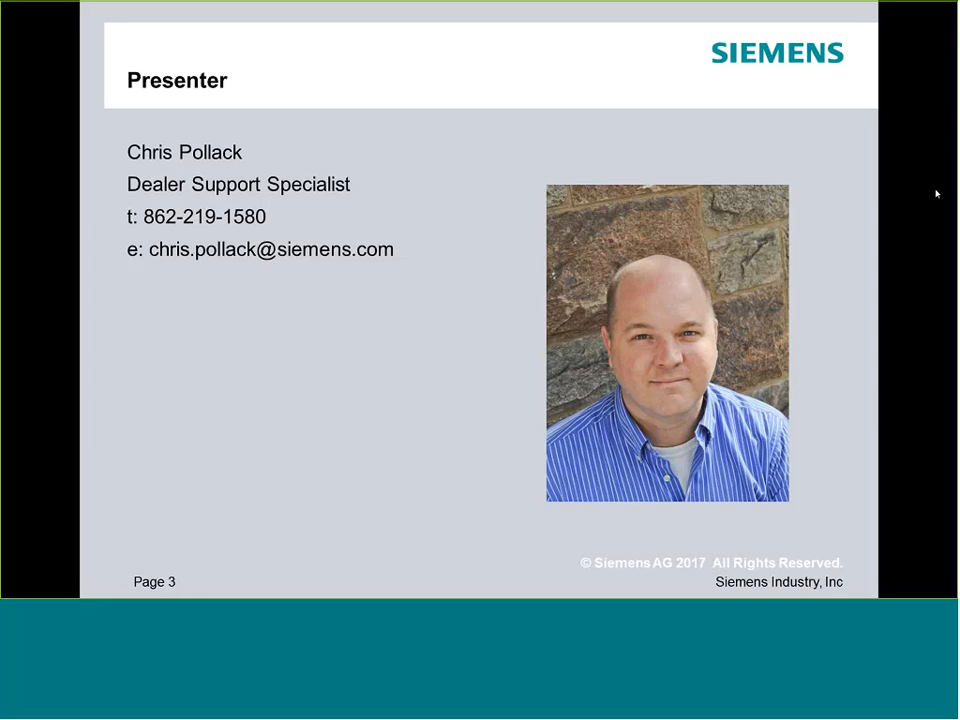 SIEMENS
Presenter
Chris Pollack
Dealer Support Specialist
t: 862-219-1580
e: chris.pollack@siemens.com
© Siemens AG 2017 All Rights Reserved.
Page 3
Siemens Industry, Inc